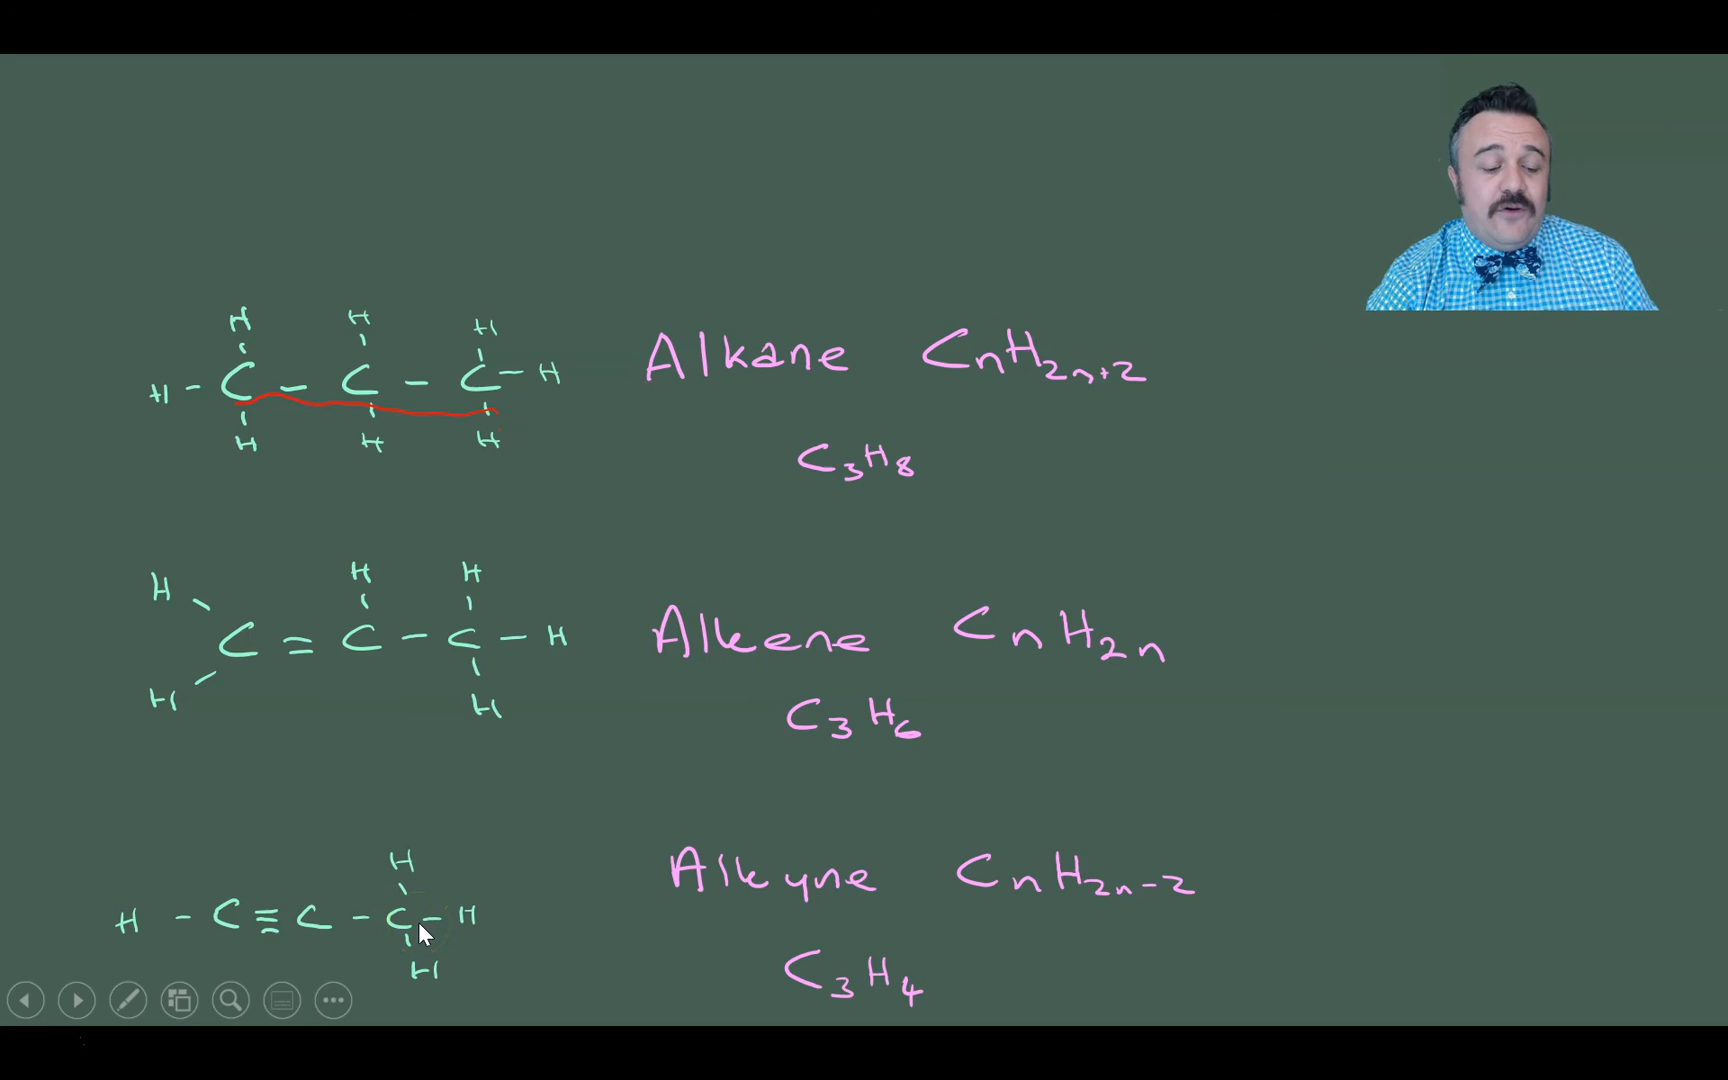 H H H
H - C - C - C - H
H H H
Alkane CnH2n+2
C3H8
H H H
C = C - C - H
H H
Alkene CnH2n
C3H6
H
H - C ≡ C - C - H
H
Alkyne CnH2n-2
C3H4